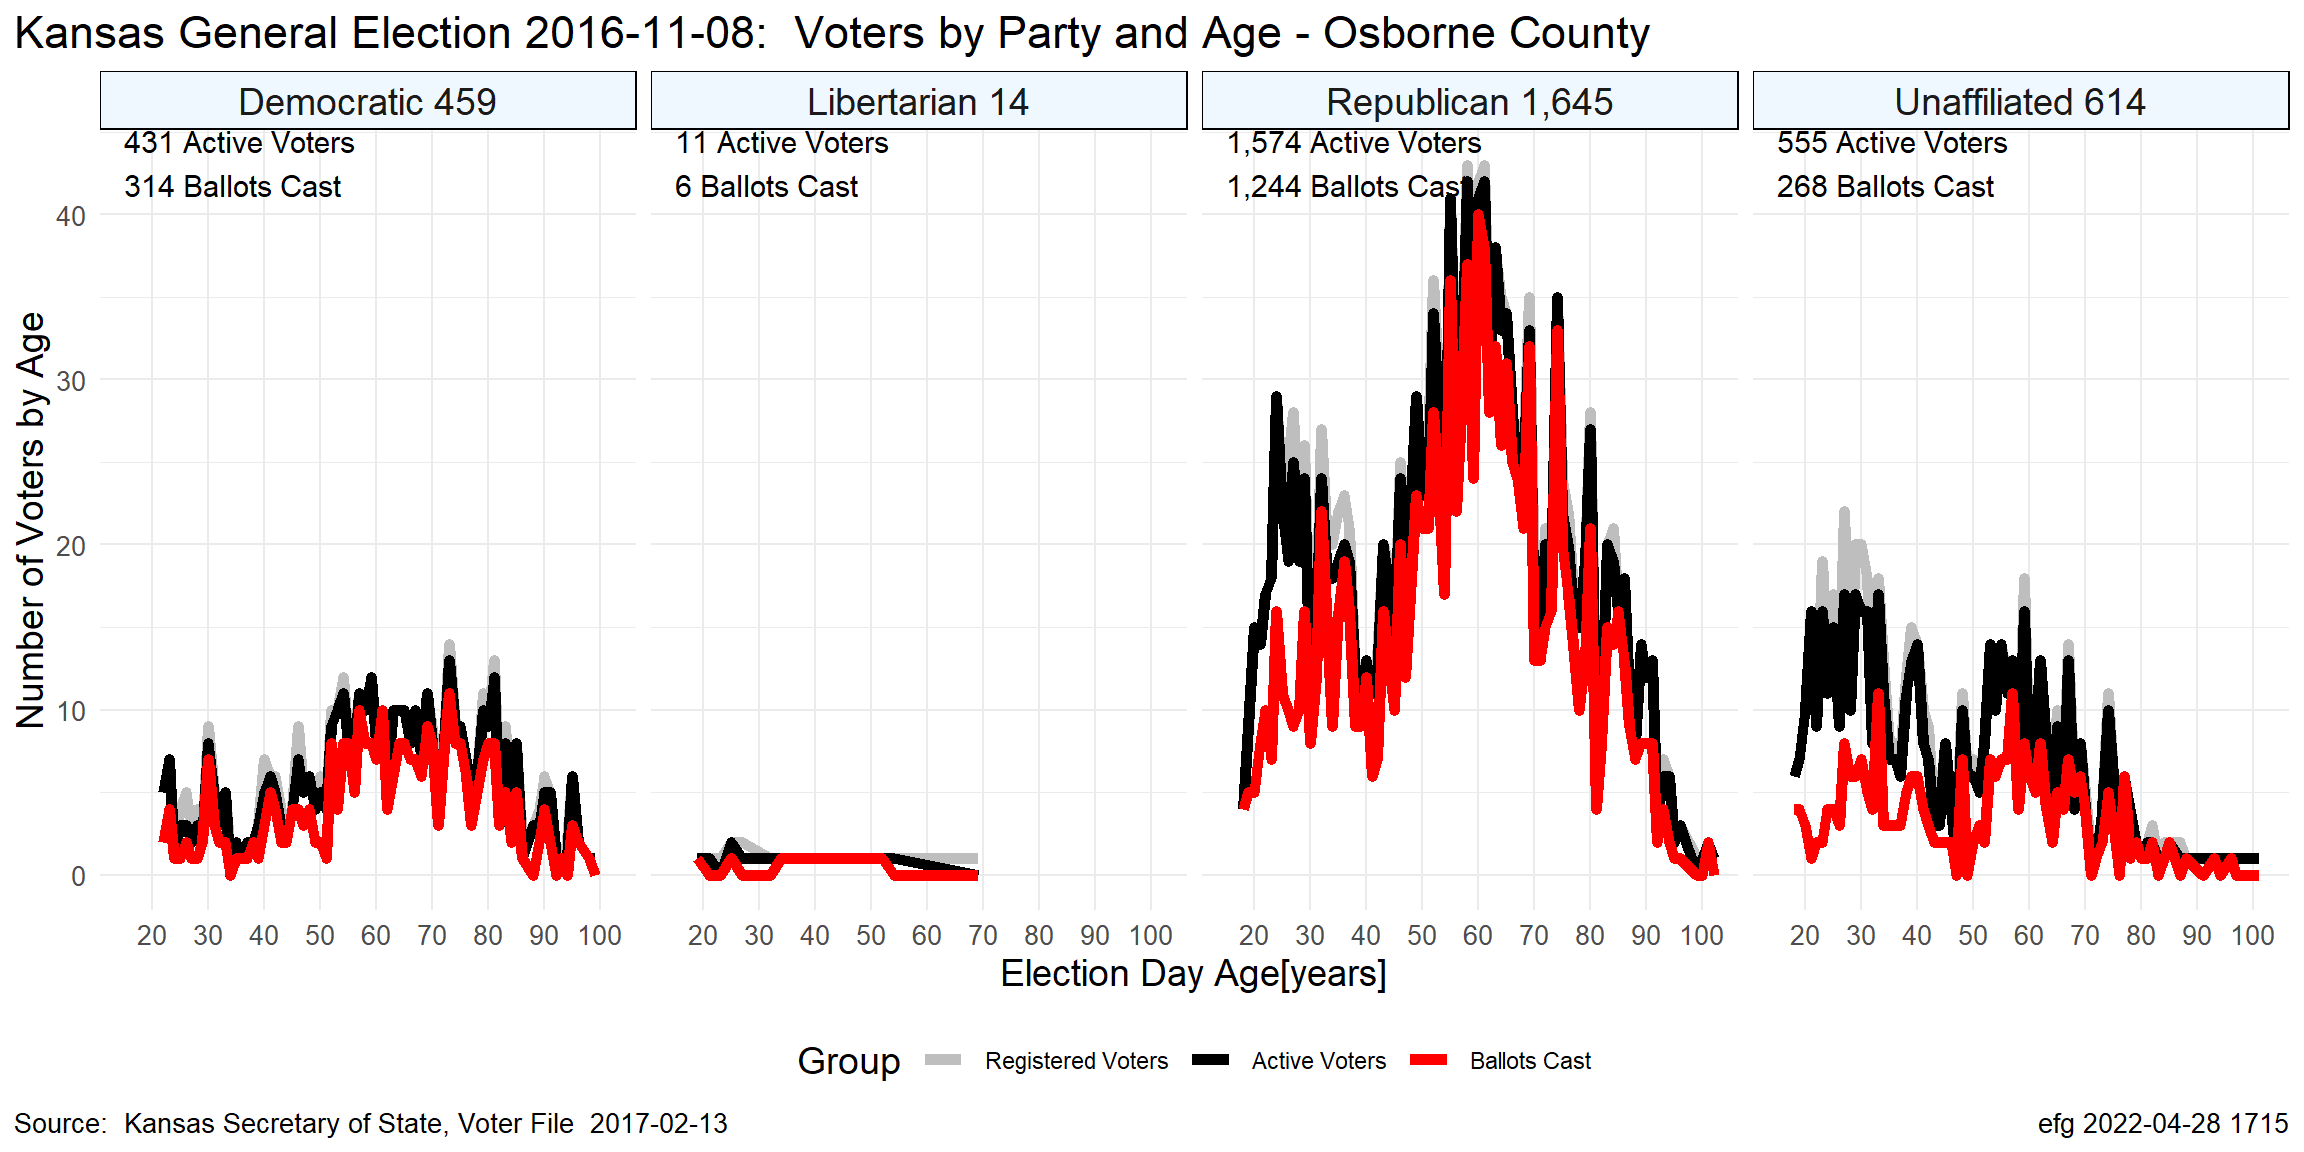 Kansas General Election 2016-11-08:  Voters by Party and Age - Osborne County
Democratic 459
Libertarian 14
Republican 1,645
Unaffiliated 614
431 Active Voters
314 Ballots Cast
11 Active Voters
6 Ballots Cast
1,574 Active Voters
1,244 Ballots Cast
555 Active Voters
268 Ballots Cast
Number of Voters by Age
40
30
20
10
0
20 30 40 50 60 70 80 90 100
20 30 40 50 60 70 80 90 100
20 30 40 50 60 70 80 90 100
20 30 40 50 60 70 80 90 100
Election Day Age[years]
Group Registered Voters Active Voters Ballots Cast
Source:  Kansas Secretary of State, Voter File  2017-02-13
efg 2022-04-28 1715